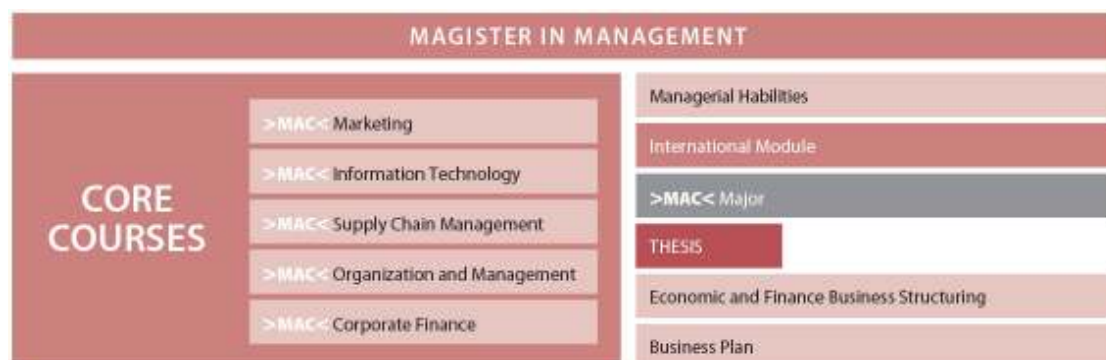 MAGISTER IN MANAGEMENT
CORE
COURSES
>MAC< Marketing
>MAC< Information Technology
>MAC< Supply Chain Management
>MAC< Organization and Management
>MAC< Corporate Finance
Managerial Habilities
International Module
>MAC< Major
THESIS
Economic and Finance Business Structuring
Business Plan